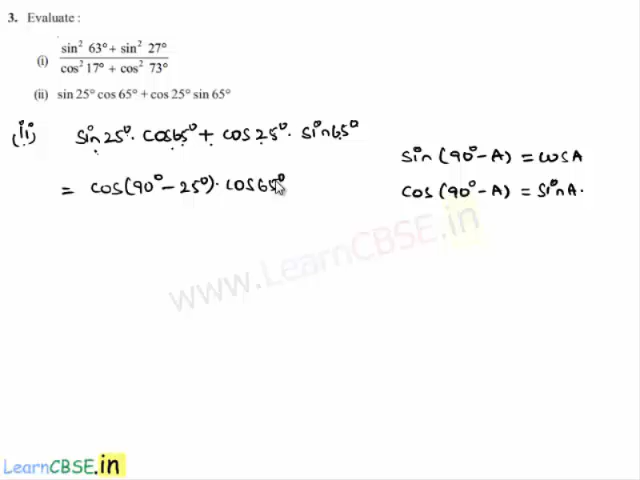 3. Evaluate :
(i) sin² 63° + sin² 27° / cos² 17° + cos² 73°
(ii) sin 25° cos 65° + cos 25° sin 65°
(ii) sin25°. cos65° + cos25°. sin65°
sin(90°-A) = cosA
= cos(90°-25°). cos65°
cos(90°-A) = sinA.
www.LearnCBSE.in
LearnCBSE.in